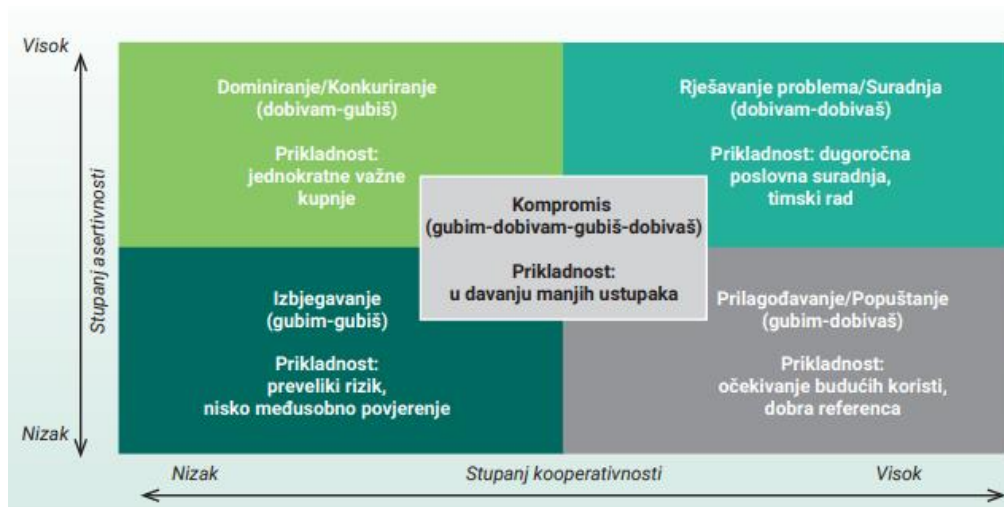 Visok
Stupanj asertivnosti
Nizak
Dominiranje/Konkuriranje
(dobivam-gubiš)
Prikladnost:
jednokratne važne
kupnje
Rješavanje problema/Suradnja
(dobivam-dobivaš)
Prikladnost: dugoročna
poslovna suradnja,
timski rad
Kompromis
(gubim-dobivam-gubiš-dobivaš)
Prikladnost:
u davanju manjih ustupaka
Izbjegavanje
(gubim-gubiš)
Prikladnost:
preveliki rizik,
nisko međusobno povjerenje
Prilagođavanje/Popuštanje
(gubim-dobivaš)
Prikladnost:
očekivanje budućih koristi,
dobra referenca
Nizak
Stupanj kooperativnosti
Visok